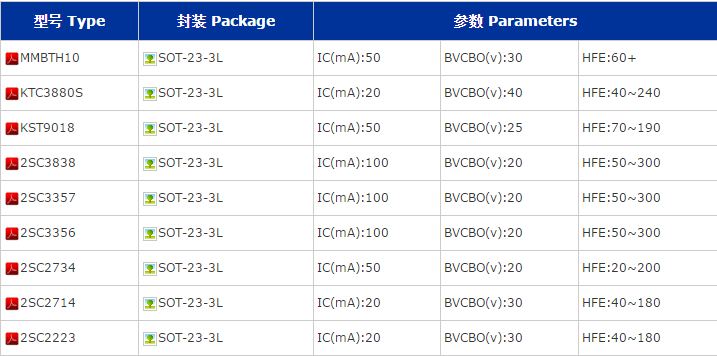 型号 Type 封装 Package 参数 Parameters
MMBTH10 SOT-23-3L IC(mA):50 BVCBO(v):30 HFE:60+
KTC3880S SOT-23-3L IC(mA):20 BVCBO(v):40 HFE:40~240
KST9018 SOT-23-3L IC(mA):50 BVCBO(v):25 HFE:70~190
2SC3838 SOT-23-3L IC(mA):100 BVCBO(v):20 HFE:50~300
2SC3357 SOT-23-3L IC(mA):100 BVCBO(v):20 HFE:50~300
2SC3356 SOT-23-3L IC(mA):100 BVCBO(v):20 HFE:50~300
2SC2734 SOT-23-3L IC(mA):50 BVCBO(v):20 HFE:20~200
2SC2714 SOT-23-3L IC(mA):20 BVCBO(v):30 HFE:40~180
2SC2223 SOT-23-3L IC(mA):20 BVCBO(v):30 HFE:40~180